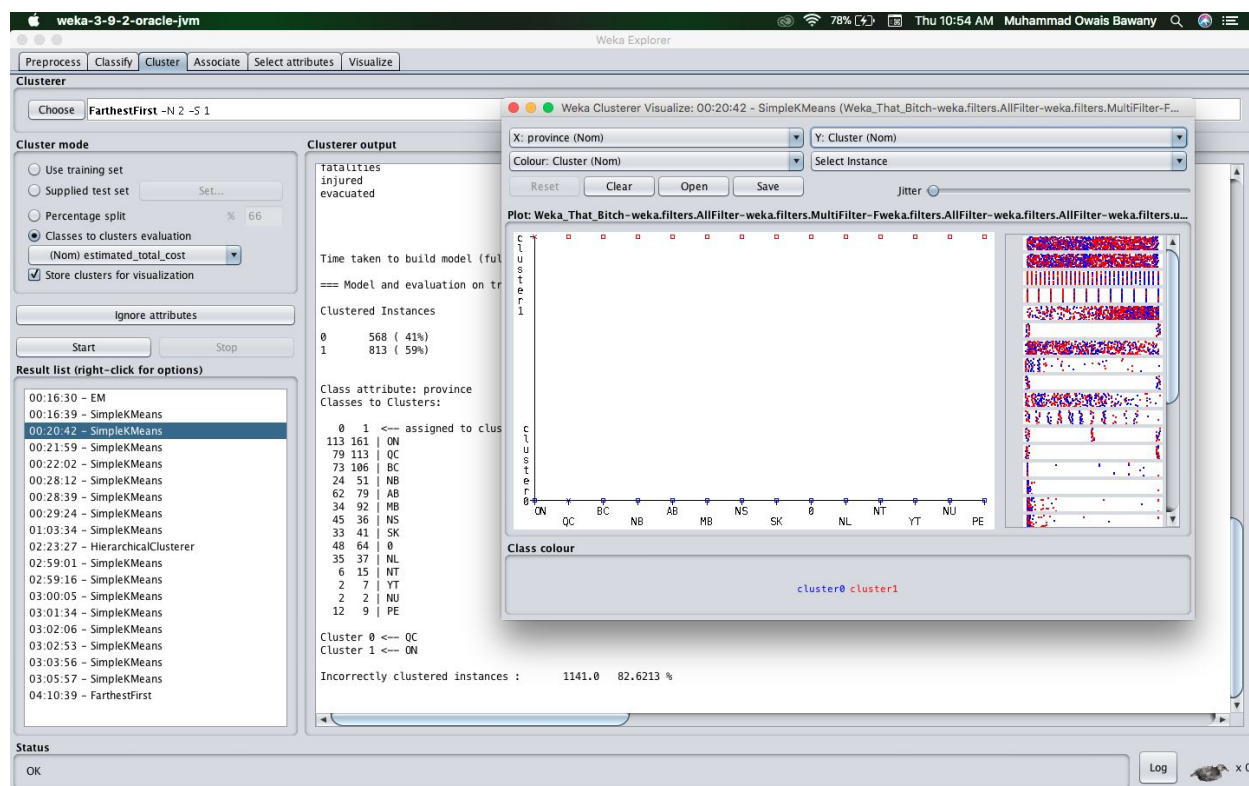 weka-3-9-2-oracle-jvm 78% Thu 10:54 AM Muhammad Owais Bawany
Weka Explorer
Preprocess Classify Cluster Associate Select attributes Visualize
Clusterer
Choose FarthestFirst -N 2 -S 1
Cluster mode
Use training set
Supplied test set Set...
Percentage split % 66
Classes to clusters evaluation
(Nom) estimated_total_cost
Store clusters for visualization
Ignore attributes
Start Stop
Result list (right-click for options)
00:16:30 - EM
00:16:39 - SimpleKMeans
00:20:42 - SimpleKMeans
00:21:59 - SimpleKMeans
00:22:02 - SimpleKMeans
00:28:12 - SimpleKMeans
00:28:39 - SimpleKMeans
00:29:24 - SimpleKMeans
01:03:34 - SimpleKMeans
02:23:27 - HierarchicalClusterer
02:59:01 - SimpleKMeans
02:59:16 - SimpleKMeans
03:00:05 - SimpleKMeans
03:01:34 - SimpleKMeans
03:02:06 - SimpleKMeans
03:02:53 - SimpleKMeans
03:03:56 - SimpleKMeans
03:05:57 - SimpleKMeans
04:10:39 - FarthestFirst
Clusterer output
fatalities
injured
evacuated
Time taken to build model (ful
=== Model and evaluation on tr
Clustered Instances
0 568 ( 41%)
1 813 ( 59%)
Class attribute: province
Classes to Clusters:
0 1 <-- assigned to clus
113 161 | ON
79 113 | QC
73 106 | BC
24 51 | NB
62 79 | AB
34 92 | MB
45 36 | NS
33 41 | SK
48 64 | 0
35 37 | NL
6 15 | NT
2 7 | YT
2 2 | NU
12 9 | PE
Cluster 0 <-- QC
Cluster 1 <-- ON
Incorrectly clustered instances : 1141.0 82.6213 %
Weka Clusterer Visualize: 00:20:42 - SimpleKMeans (Weka_That_Bitch-weka.filters.AllFilter-weka.filters.MultiFilter-F...
X: province (Nom) Y: Cluster (Nom)
Colour: Cluster (Nom) Select Instance
Reset Clear Open Save Jitter
Plot: Weka_That_Bitch-weka.filters.AllFilter-weka.filters.MultiFilter-Fweka.filters.AllFilter-weka.filters.AllFilter-weka.filters.u...
cluster1
cluster0
ON BC AB NS 0 NT NU
QC NB MB SK NL YT PE
Class colour
cluster0 cluster1
Status
OK
Log x 0